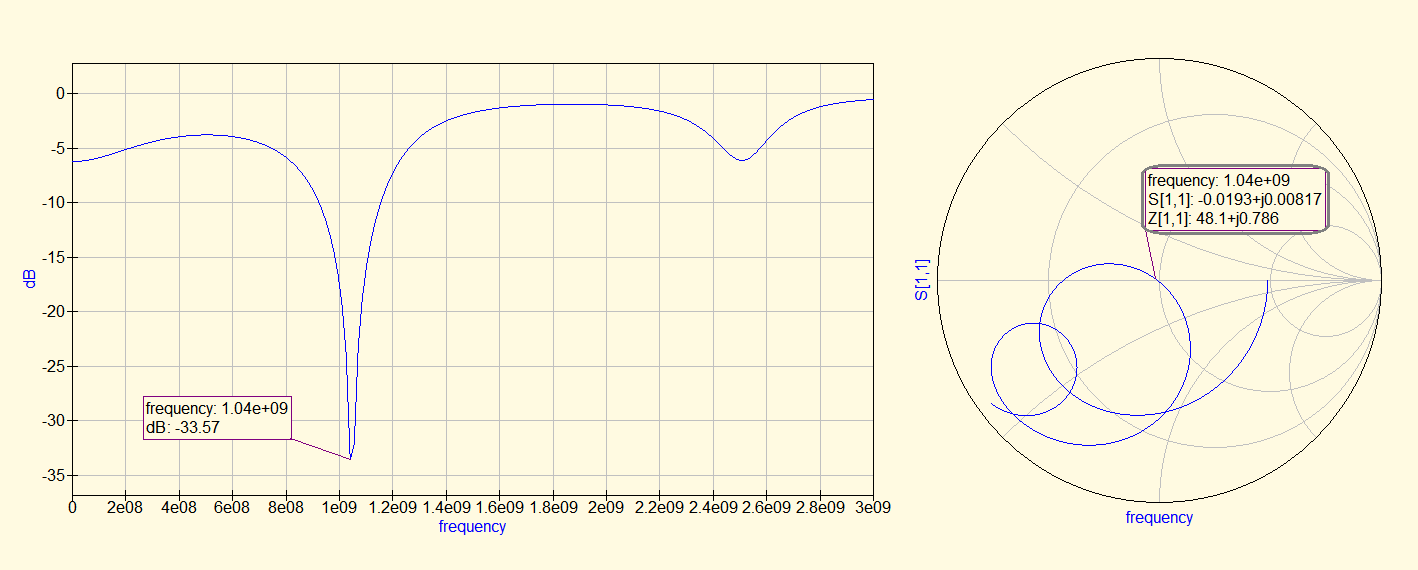 0
-5
-10
-15
-20
-25
-30
-35
dB
frequency: 1.04e+09
dB: -33.57
0 2e08 4e08 6e08 8e08 1e09 1.2e09 1.4e09 1.6e09 1.8e09 2e09 2.2e09 2.4e09 2.6e09 2.8e09 3e09
frequency
S[1,1]
frequency: 1.04e+09
S[1,1]: -0.0193+j0.00817
Z[1,1]: 48.1+j0.786
frequency